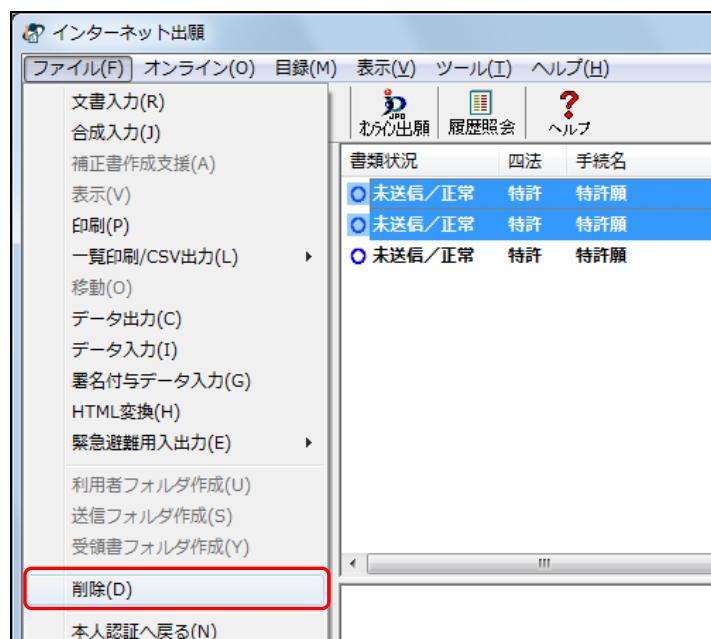 インターネット出願
ファイル(F) オンライン(O) 目録(M) 表示(V) ツール(T) ヘルプ(H)
文書入力(R)
合成入力(J)
補正書作成支援(A)
表示(V)
印刷(P)
一覧印刷/CSV出力(L)
移動(O)
データ出力(C)
データ入力(I)
署名付与データ入力(G)
HTML変換(H)
緊急避難用入出力(E)
利用者フォルダ作成(U)
送信フォルダ作成(S)
受領書フォルダ作成(Y)
削除(D)
本人認証へ戻る(N)
JPO
オンライン出願 履歴照会 ヘルプ
書類状況 四法 手続名
未送信/正常 特許 特許願
未送信/正常 特許 特許願
未送信/正常 特許 特許願